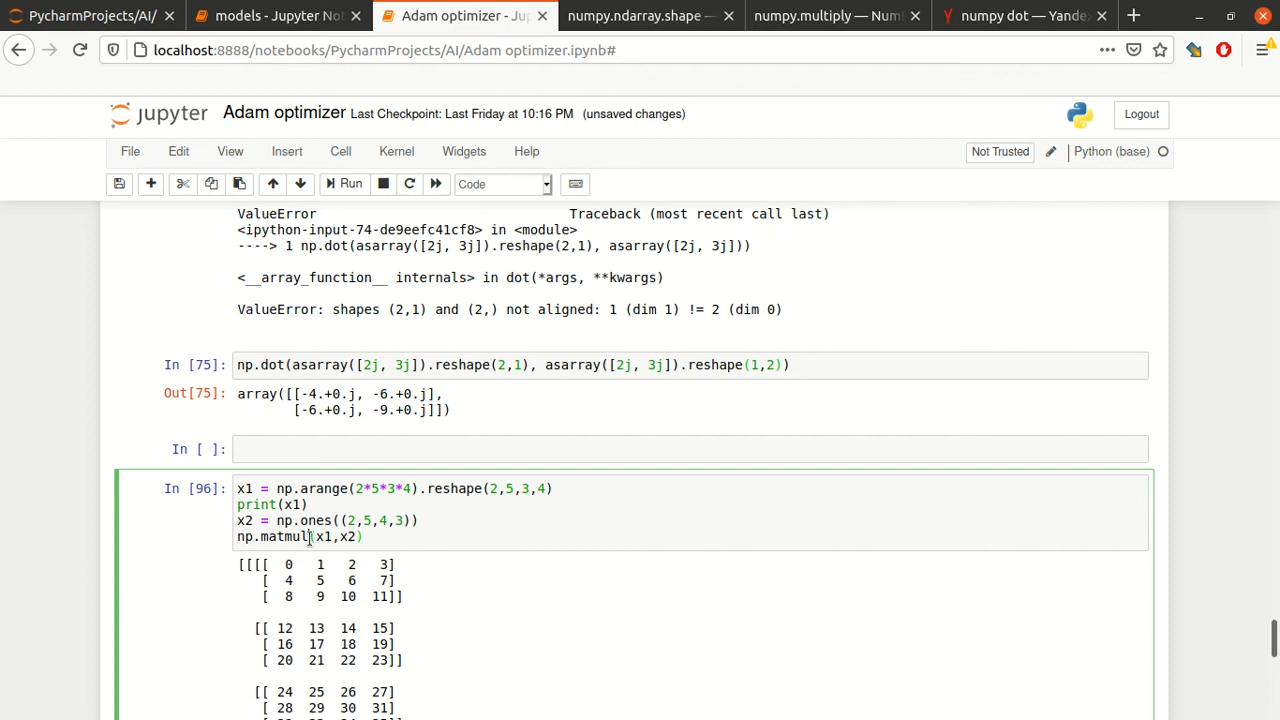 PycharmProjects/AI/
models - Jupyter Not
Adam optimizer - Jup
numpy.ndarray.shape —
numpy.multiply — Num
numpy dot — Yandex
localhost:8888/notebooks/PycharmProjects/AI/Adam optimizer.ipynb#
jupyter Adam optimizer Last Checkpoint: Last Friday at 10:16 PM (unsaved changes)
Logout
File Edit View Insert Cell Kernel Widgets Help
Not Trusted Python (base)
Run Code
ValueError Traceback (most recent call last)
<ipython-input-74-de9eefc41cf8> in <module>
----> 1 np.dot(asarray([2j, 3j]).reshape(2,1), asarray([2j, 3j]))
<__array_function__ internals> in dot(*args, **kwargs)
ValueError: shapes (2,1) and (2,) not aligned: 1 (dim 1) != 2 (dim 0)
In [75]: np.dot(asarray([2j, 3j]).reshape(2,1), asarray([2j, 3j]).reshape(1,2))
Out[75]: array([[-4.+0.j, -6.+0.j],
[-6.+0.j, -9.+0.j]])
In [ ]:
In [96]: x1 = np.arange(2*5*3*4).reshape(2,5,3,4)
print(x1)
x2 = np.ones((2,5,4,3))
np.matmul(x1,x2)
[[[[ 0 1 2 3]
[ 4 5 6 7]
[ 8 9 10 11]]
[[ 12 13 14 15]
[ 16 17 18 19]
[ 20 21 22 23]]
[[ 24 25 26 27]
[ 28 29 30 31]